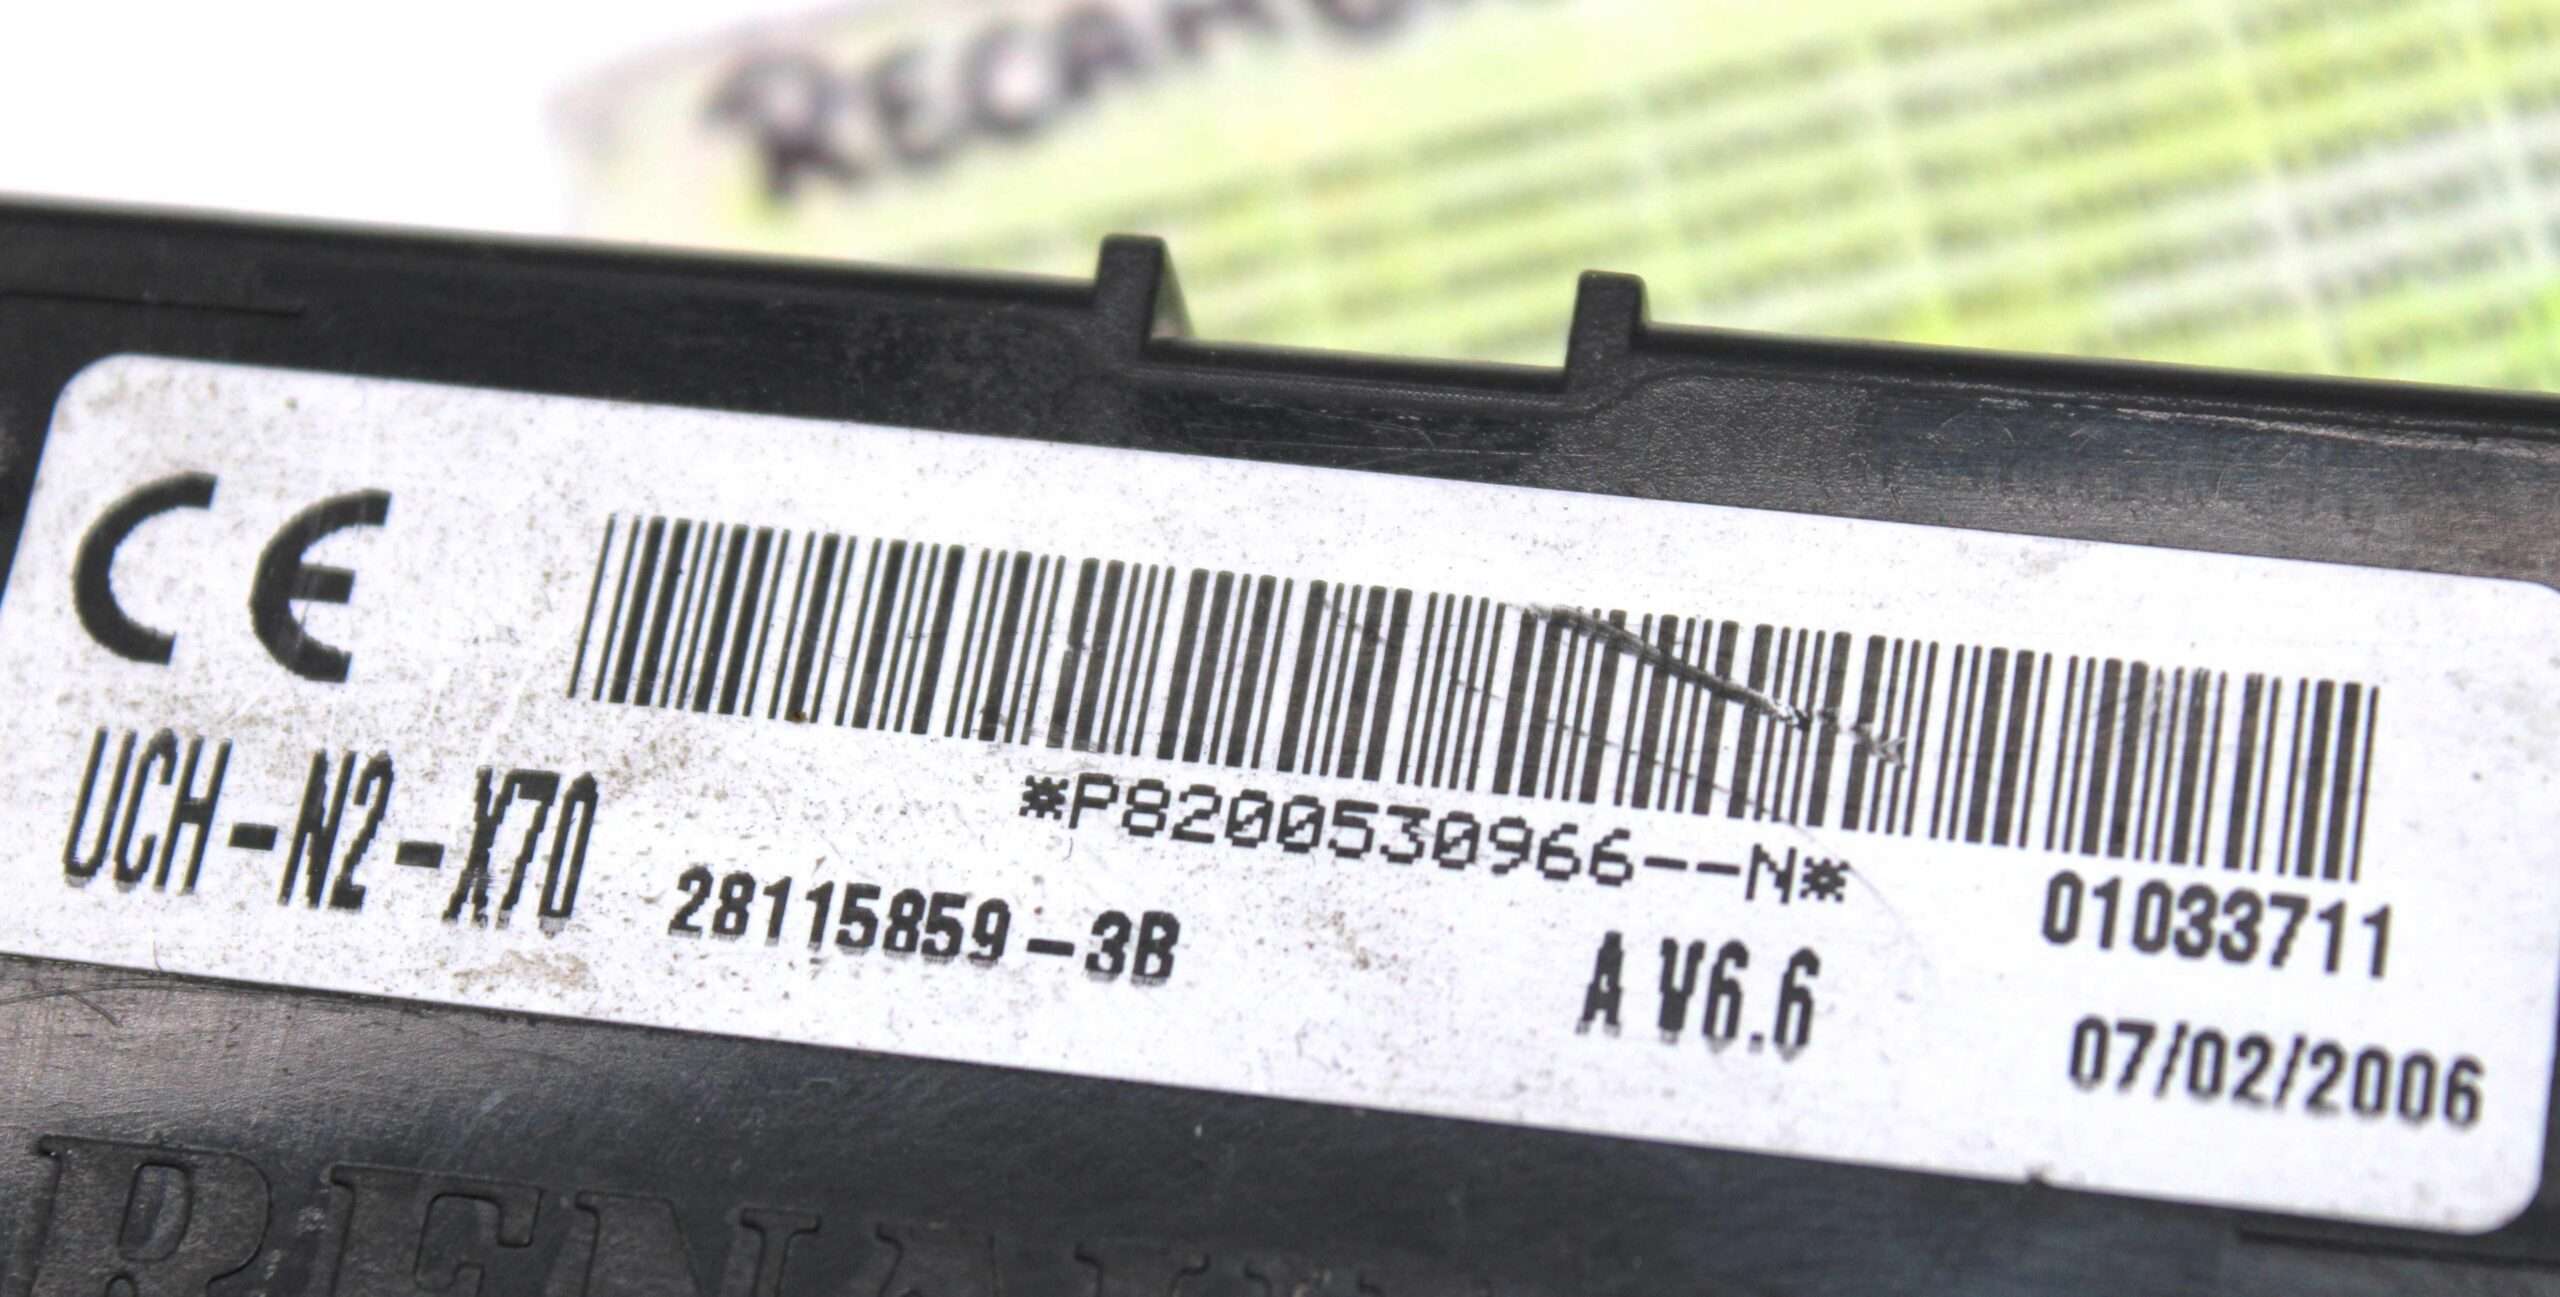 CE
*P8200530966--N*
UCH-N2-X70
28115859-3B
A V6.6
01033711
07/02/2006